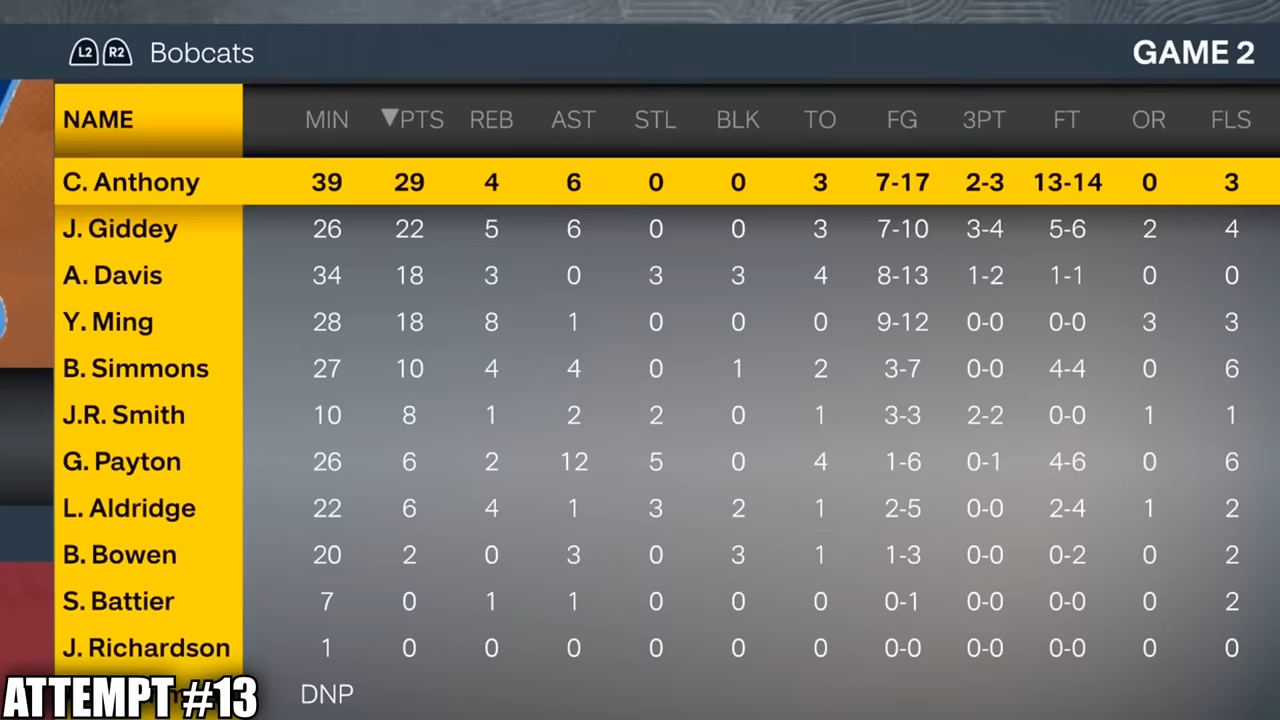 L2 R2 Bobcats GAME 2
NAME MIN ▼PTS REB AST STL BLK TO FG 3PT FT OR FLS
C. Anthony 39 29 4 6 0 0 3 7-17 2-3 13-14 0 3
J. Giddey 26 22 5 6 0 0 3 7-10 3-4 5-6 2 4
A. Davis 34 18 3 0 3 3 4 8-13 1-2 1-1 0 0
Y. Ming 28 18 8 1 0 0 0 9-12 0-0 0-0 3 3
B. Simmons 27 10 4 4 0 1 2 3-7 0-0 4-4 0 6
J.R. Smith 10 8 1 2 2 0 1 3-3 2-2 0-0 1 1
G. Payton 26 6 2 12 5 0 4 1-6 0-1 4-6 0 6
L. Aldridge 22 6 4 1 3 2 1 2-5 0-0 2-4 1 2
B. Bowen 20 2 0 3 0 3 1 1-3 0-0 0-2 0 2
S. Battier 7 0 1 1 0 0 0 0-1 0-0 0-0 0 2
J. Richardson 1 0 0 0 0 0 0 0-0 0-0 0-0 0 0
ATTEMPT #13 DNP